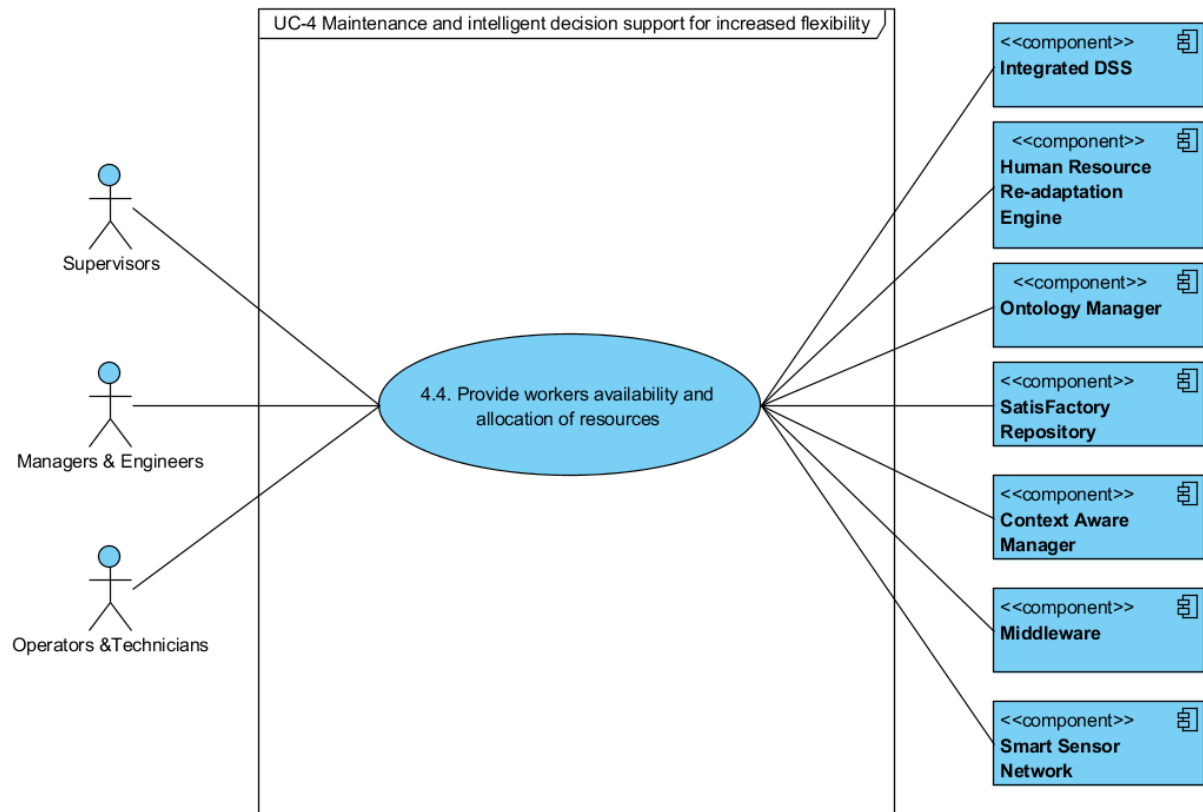 UC-4 Maintenance and intelligent decision support for increased flexibility
Supervisors
Managers & Engineers
Operators &Technicians
4.4. Provide workers availability and
allocation of resources
<<component>>
Integrated DSS
<<component>>
Human Resource
Re-adaptation
Engine
<<component>>
Ontology Manager
<<component>>
SatisFactory
Repository
<<component>>
Context Aware
Manager
<<component>>
Middleware
<<component>>
Smart Sensor
Network